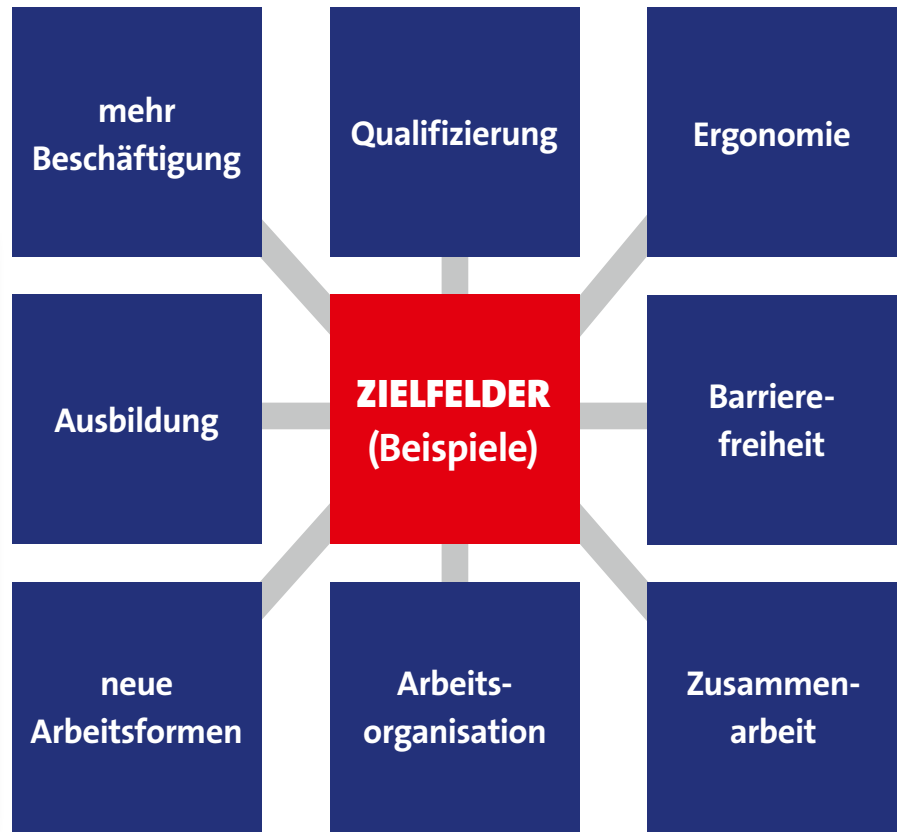 mehr
Beschäftigung
Qualifizierung
Ergonomie
Ausbildung
ZIELFELDER
(Beispiele)
Barriere-
freiheit
neue
Arbeitsformen
Arbeits-
organisation
Zusammen-
arbeit